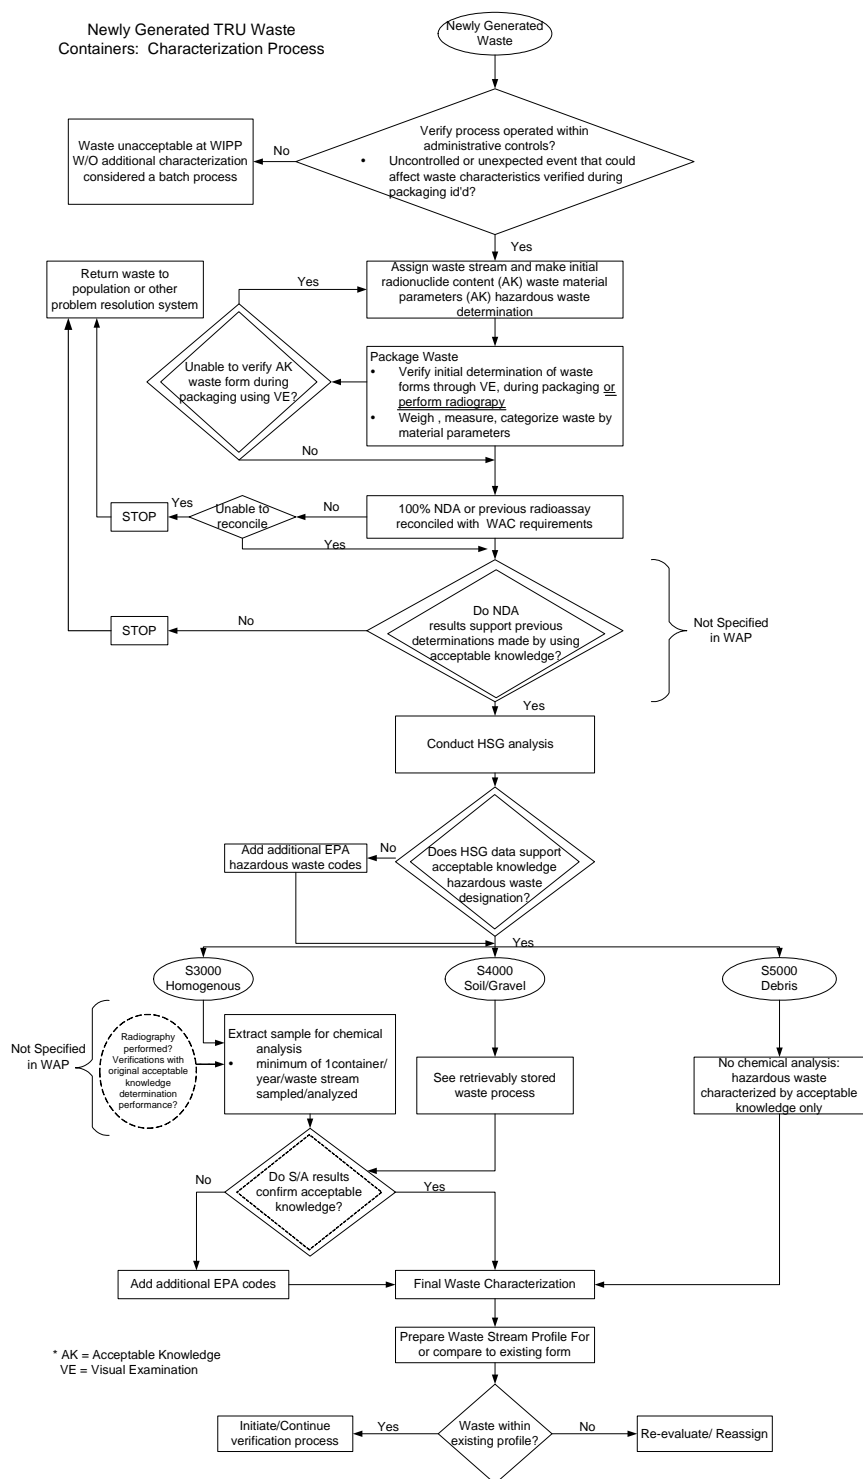 Newly Generated TRU Waste
Containers:  Characterization Process
Newly Generated
Waste
Verify process operated within
administrative controls?
• Uncontrolled or unexpected event that could
affect waste characteristics verified during
packaging id'd?
No
Waste unacceptable at WIPP
W/O additional characterization
considered a batch process
Yes
Return waste to
population or other
problem resolution system
Yes
Assign waste stream and make initial
radionuclide content (AK) waste material
parameters (AK) hazardous waste
determination
Unable to verify AK
waste form during
packaging using VE?
Package Waste
• Verify initial determination of waste
forms through VE, during packaging or
perform radiograpy
• Weigh , measure, categorize waste by
material parameters
No
STOP
Yes
Unable to
reconcile
No
100% NDA or previous radioassay
reconciled with  WAC requirements
Yes
STOP
No
Do NDA
results support previous
determinations made by using
acceptable knowledge?
Not Specified
in WAP
Yes
Conduct HSG analysis
Add additional EPA
hazardous waste codes
No
Does HSG data support
acceptable knowledge
hazardous waste
designation?
Yes
S3000
Homogenous
S4000
Soil/Gravel
S5000
Debris
Not Specified
in WAP
Radiography
performed?
Verifications with
original acceptable
knowledge
determination
performance?
Extract sample for chemical
analysis
• minimum of 1container/
year/waste stream
sampled/analyzed
See retrievably stored
waste process
No chemical analysis:
hazardous waste
characterized by acceptable
knowledge only
No
Do S/A results
confirm acceptable
knowledge?
Yes
Add additional EPA codes
Final Waste Characterization
Prepare Waste Stream Profile For
or compare to existing form
* AK = Acceptable Knowledge
VE = Visual Examination
Initiate/Continue
verification process
Yes
Waste within
existing profile?
No
Re-evaluate/ Reassign